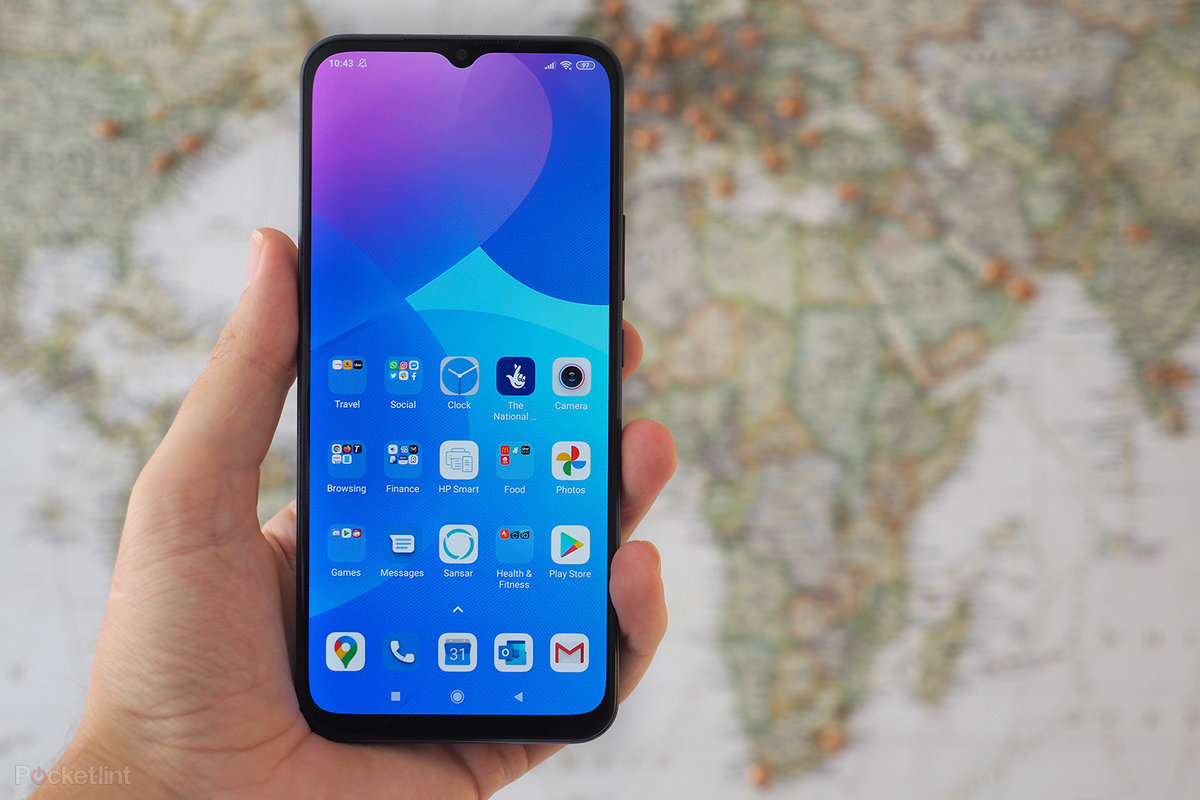 10:43
97
Travel
Social
Clock
The
National ...
Camera
Browsing
Finance
HP Smart
Food
Photos
Games
Messages
Sansar
Health &
Fitness
Play Store
31
Pocketlint